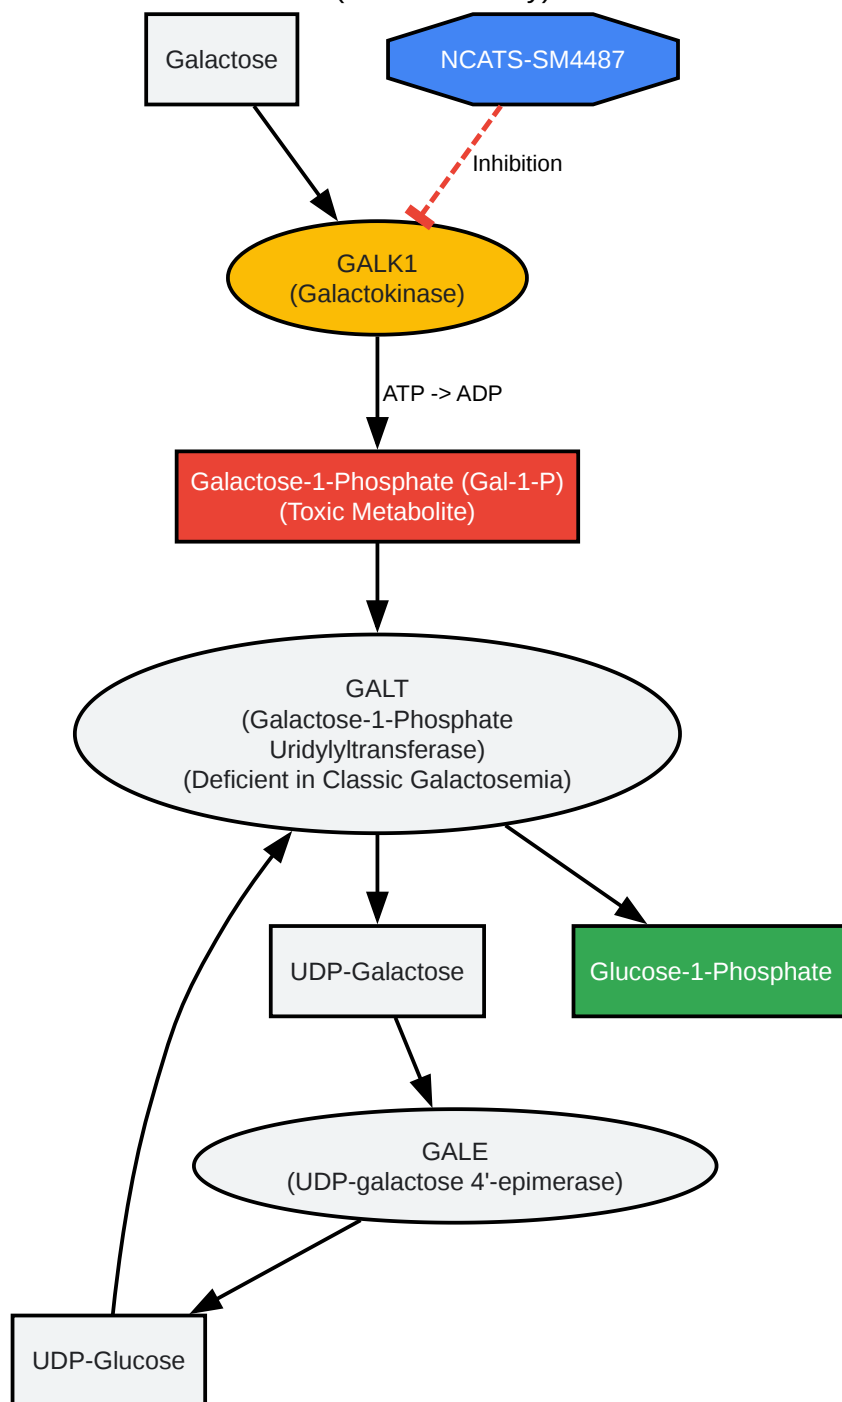 Galactose
NCATS-SM4487
Inhibition
GALK1
(Galactokinase)
ATP -> ADP
Galactose-1-Phosphate (Gal-1-P)
(Toxic Metabolite)
GALT
(Galactose-1-Phosphate
Uridylyltransferase)
(Deficient in Classic Galactosemia)
UDP-Galactose
Glucose-1-Phosphate
GALE
(UDP-galactose 4'-epimerase)
UDP-Glucose